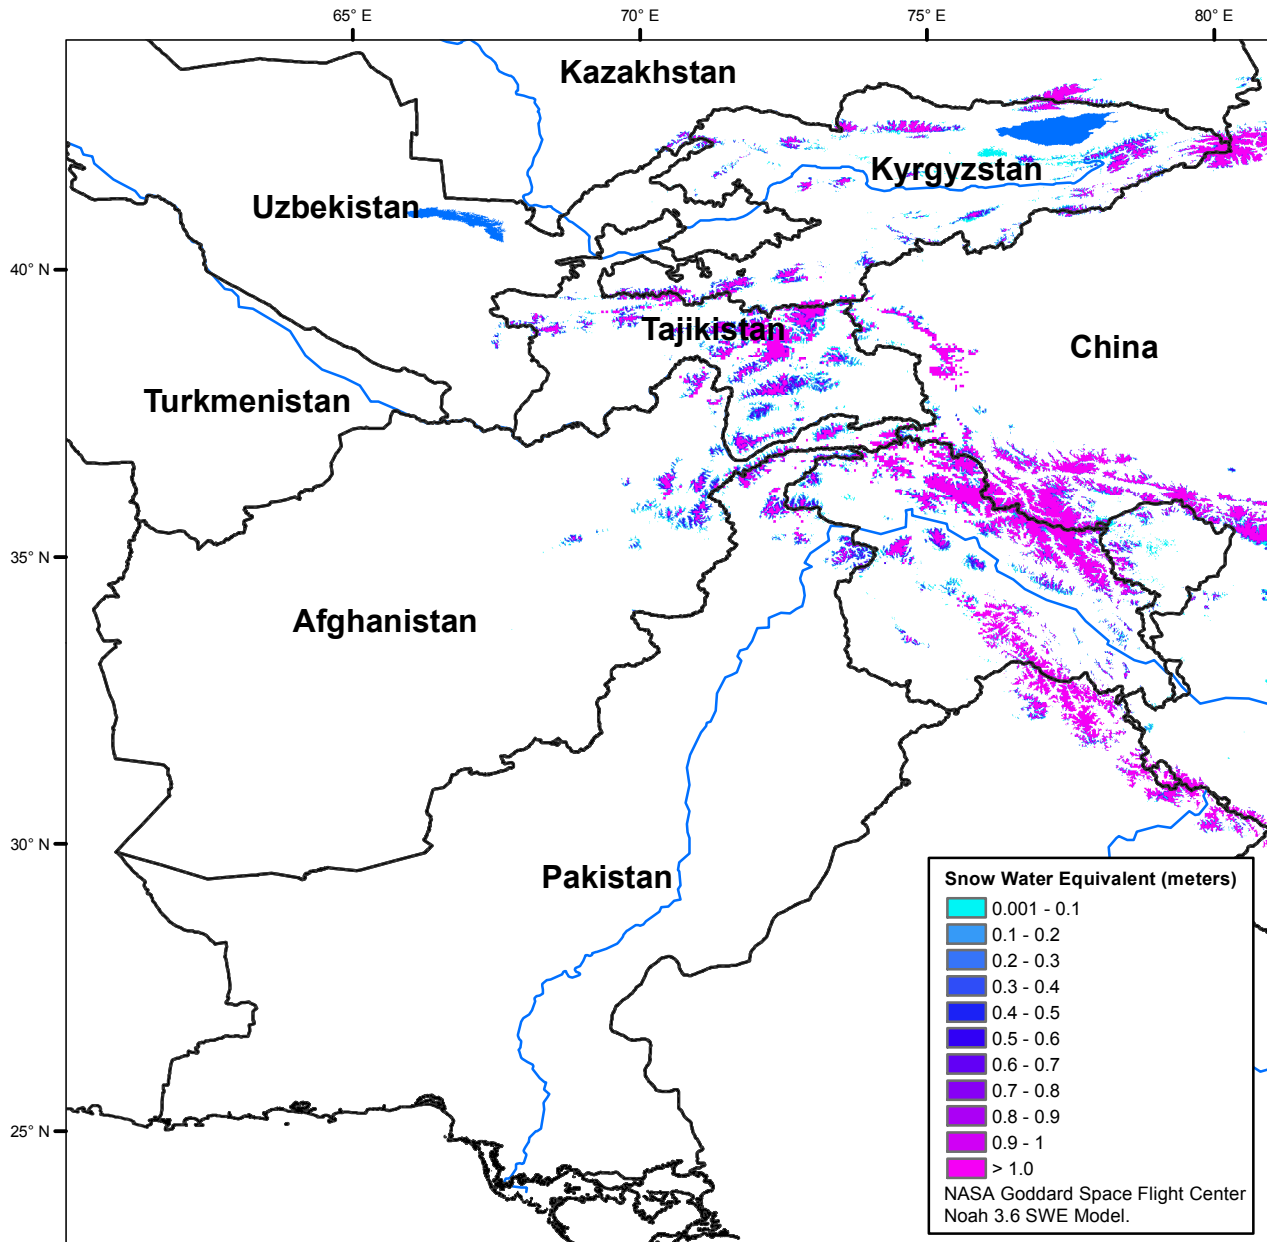 65° E
70° E
75° E
80° E
Kazakhstan
Kyrgyzstan
Uzbekistan
40° N
Tajikistan
China
Turkmenistan
35° N
Afghanistan
30° N
Pakistan
25° N
Snow Water Equivalent (meters)
0.001 - 0.1
0.1 - 0.2
0.2 - 0.3
0.3 - 0.4
0.4 - 0.5
0.5 - 0.6
0.6 - 0.7
0.7 - 0.8
0.8 - 0.9
0.9 - 1
> 1.0
NASA Goddard Space Flight Center
Noah 3.6 SWE Model.